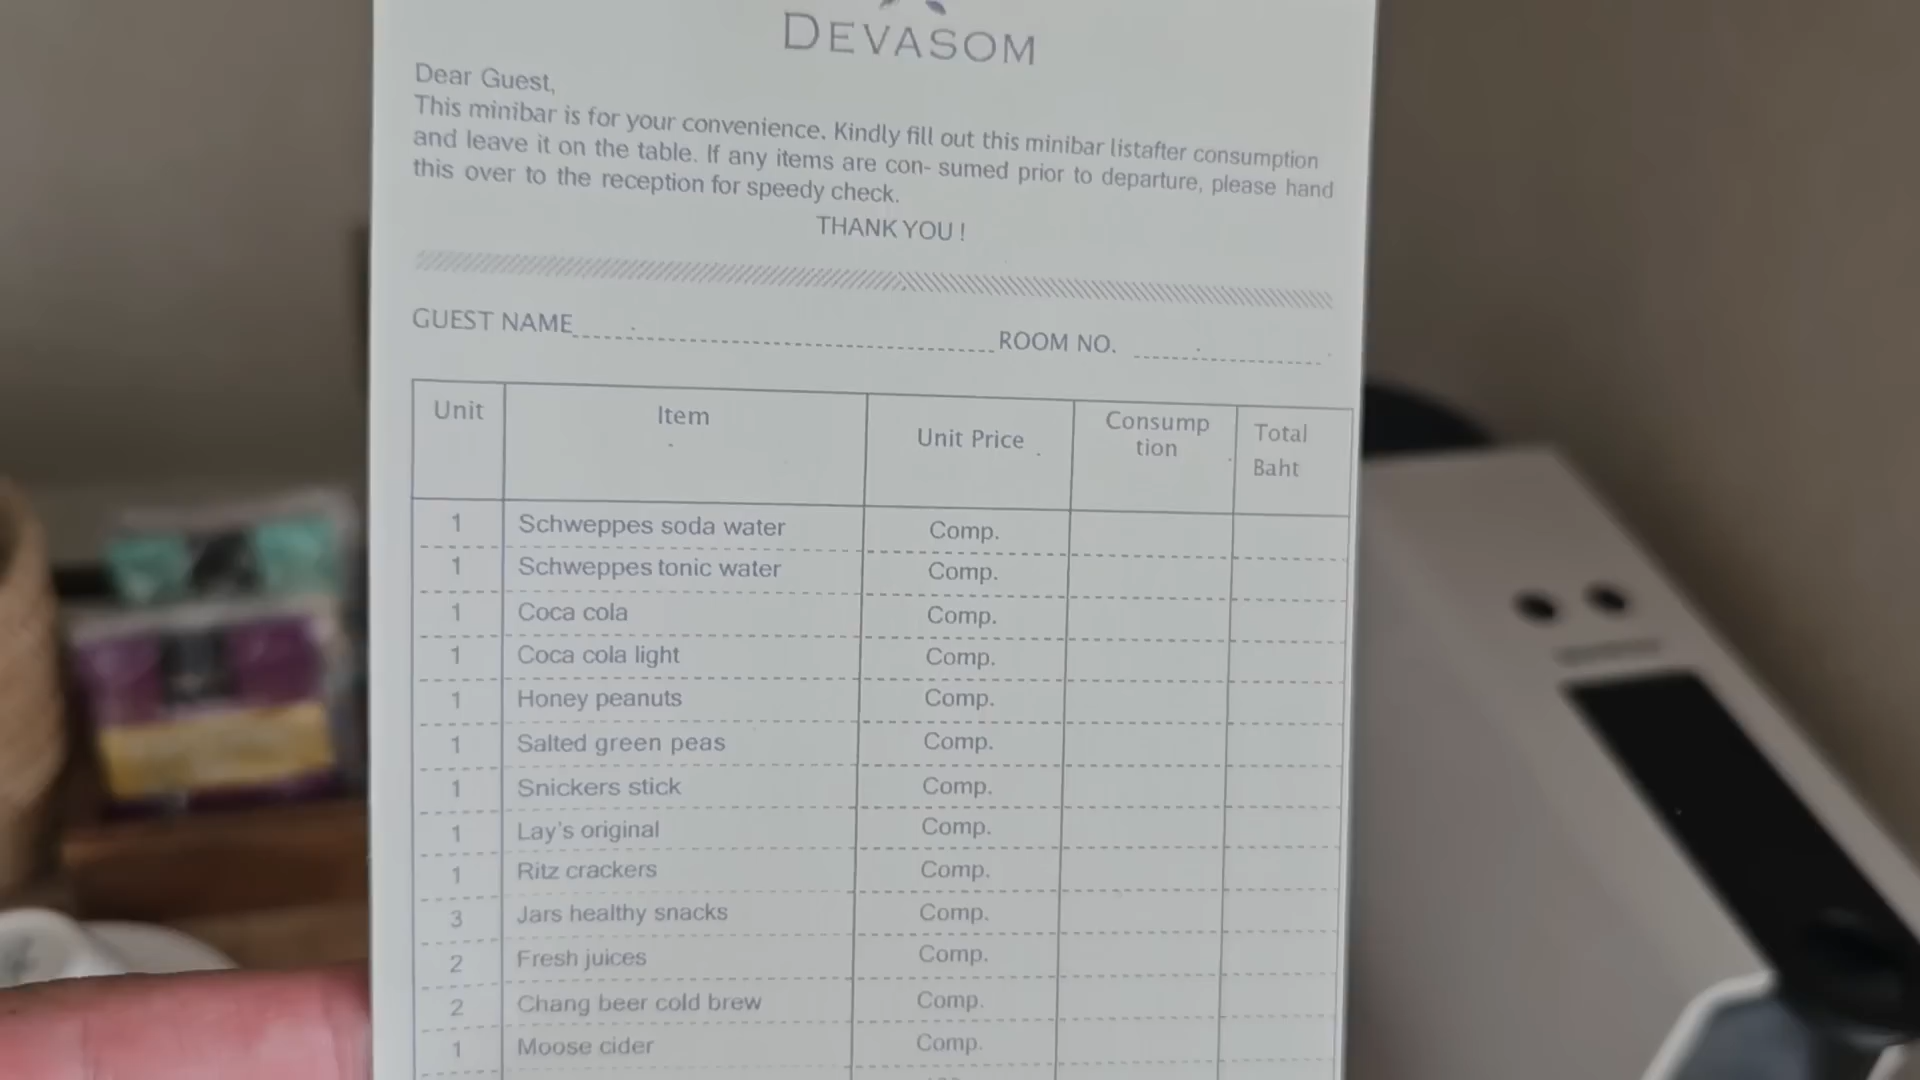 DEVASOM
Dear Guest,
This minibar is for your convenience. Kindly fill out this minibar listafter consumption
and leave it on the table. If any items are con- sumed prior to departure, please hand
this over to the reception for speedy check.
THANK YOU !
GUEST NAME ROOM NO.
Unit Item Unit Price Consump tion Total Baht
1 Schweppes soda water Comp.
1 Schweppes tonic water Comp.
1 Coca cola Comp.
1 Coca cola light Comp.
1 Honey peanuts Comp.
1 Salted green peas Comp.
1 Snickers stick Comp.
1 Lay's original Comp.
1 Ritz crackers Comp.
3 Jars healthy snacks Comp.
2 Fresh juices Comp.
2 Chang beer cold brew Comp.
1 Moose cider Comp.